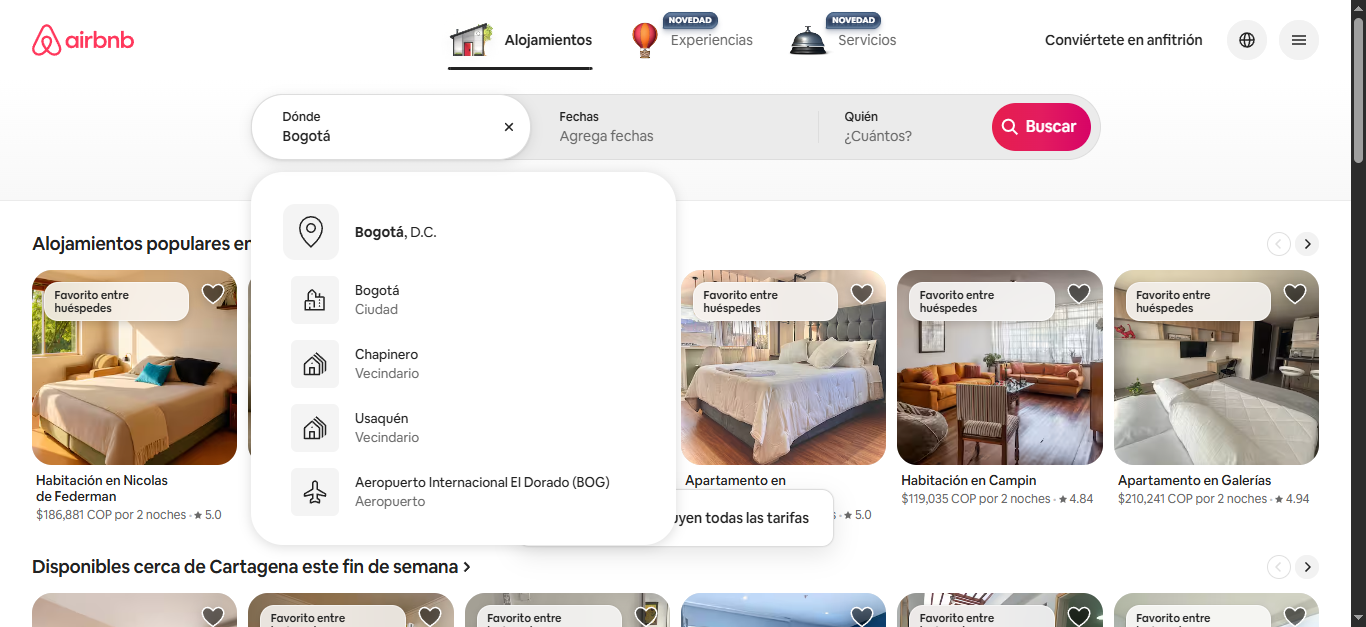 airbnb
Alojamientos
NOVEDAD
Experiencias
NOVEDAD
Servicios
Conviértete en anfitrión
Dónde
Bogotá
Fechas
Agrega fechas
Quién
¿Cuántos?
Buscar
Bogotá, D.C.
Bogotá
Ciudad
Chapinero
Vecindario
Usaquén
Vecindario
Aeropuerto Internacional El Dorado (BOG)
Aeropuerto
Alojamientos populares en
Favorito entre
huéspedes
Favorito entre
huéspedes
Favorito entre
huéspedes
Favorito entre
huéspedes
Habitación en Nicolas
de Federman
$186,881 COP por 2 noches · ★ 5.0
Apartamento en
· ★ 5.0
Habitación en Campin
$119,035 COP por 2 noches · ★ 4.84
Apartamento en Galerías
$210,241 COP por 2 noches · ★ 4.94
todas las tarifas
Disponibles cerca de Cartagena este fin de semana
Favorito entre
Favorito entre
Favorito entre
Favorito entre